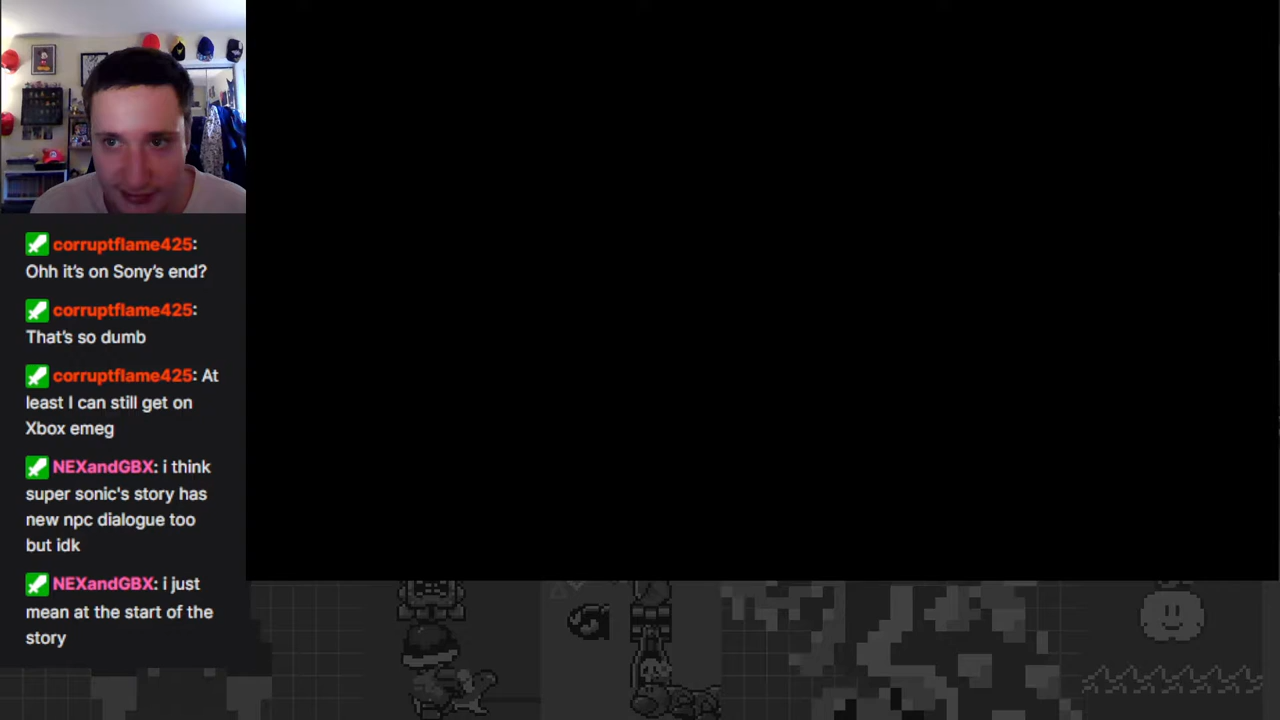 corruptflame425:
Ohh it's on Sony's end?
corruptflame425:
That's so dumb
corruptflame425: At
least I can still get on
Xbox emeg
NEXandGBX: i think
super sonic's story has
new npc dialogue too
but idk
NEXandGBX: i just
mean at the start of the
story